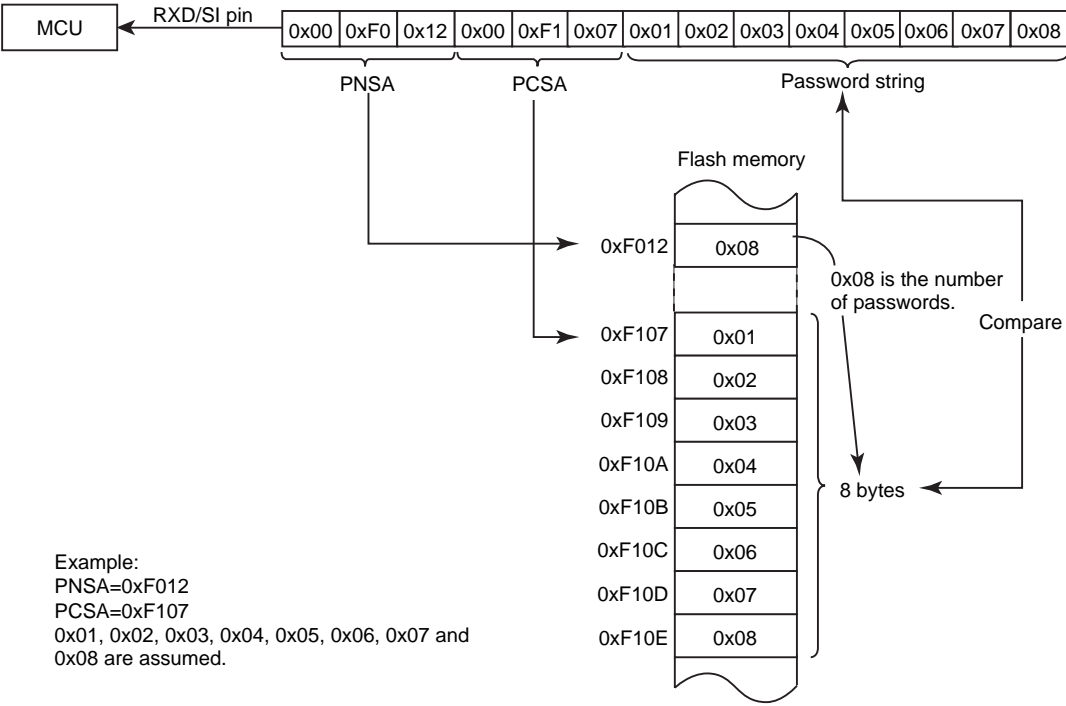 MCU
RXD/SI pin
0x00 0xF0 0x12 0x00 0xF1 0x07 0x01 0x02 0x03 0x04 0x05 0x06 0x07 0x08
PNSA PCSA Password string
Flash memory
0xF012 0x08
0x08 is the number
of passwords.
Compare
0xF107 0x01
0xF108 0x02
0xF109 0x03
0xF10A 0x04
8 bytes
0xF10B 0x05
0xF10C 0x06
0xF10D 0x07
0xF10E 0x08
Example:
PNSA=0xF012
PCSA=0xF107
0x01, 0x02, 0x03, 0x04, 0x05, 0x06, 0x07 and
0x08 are assumed.